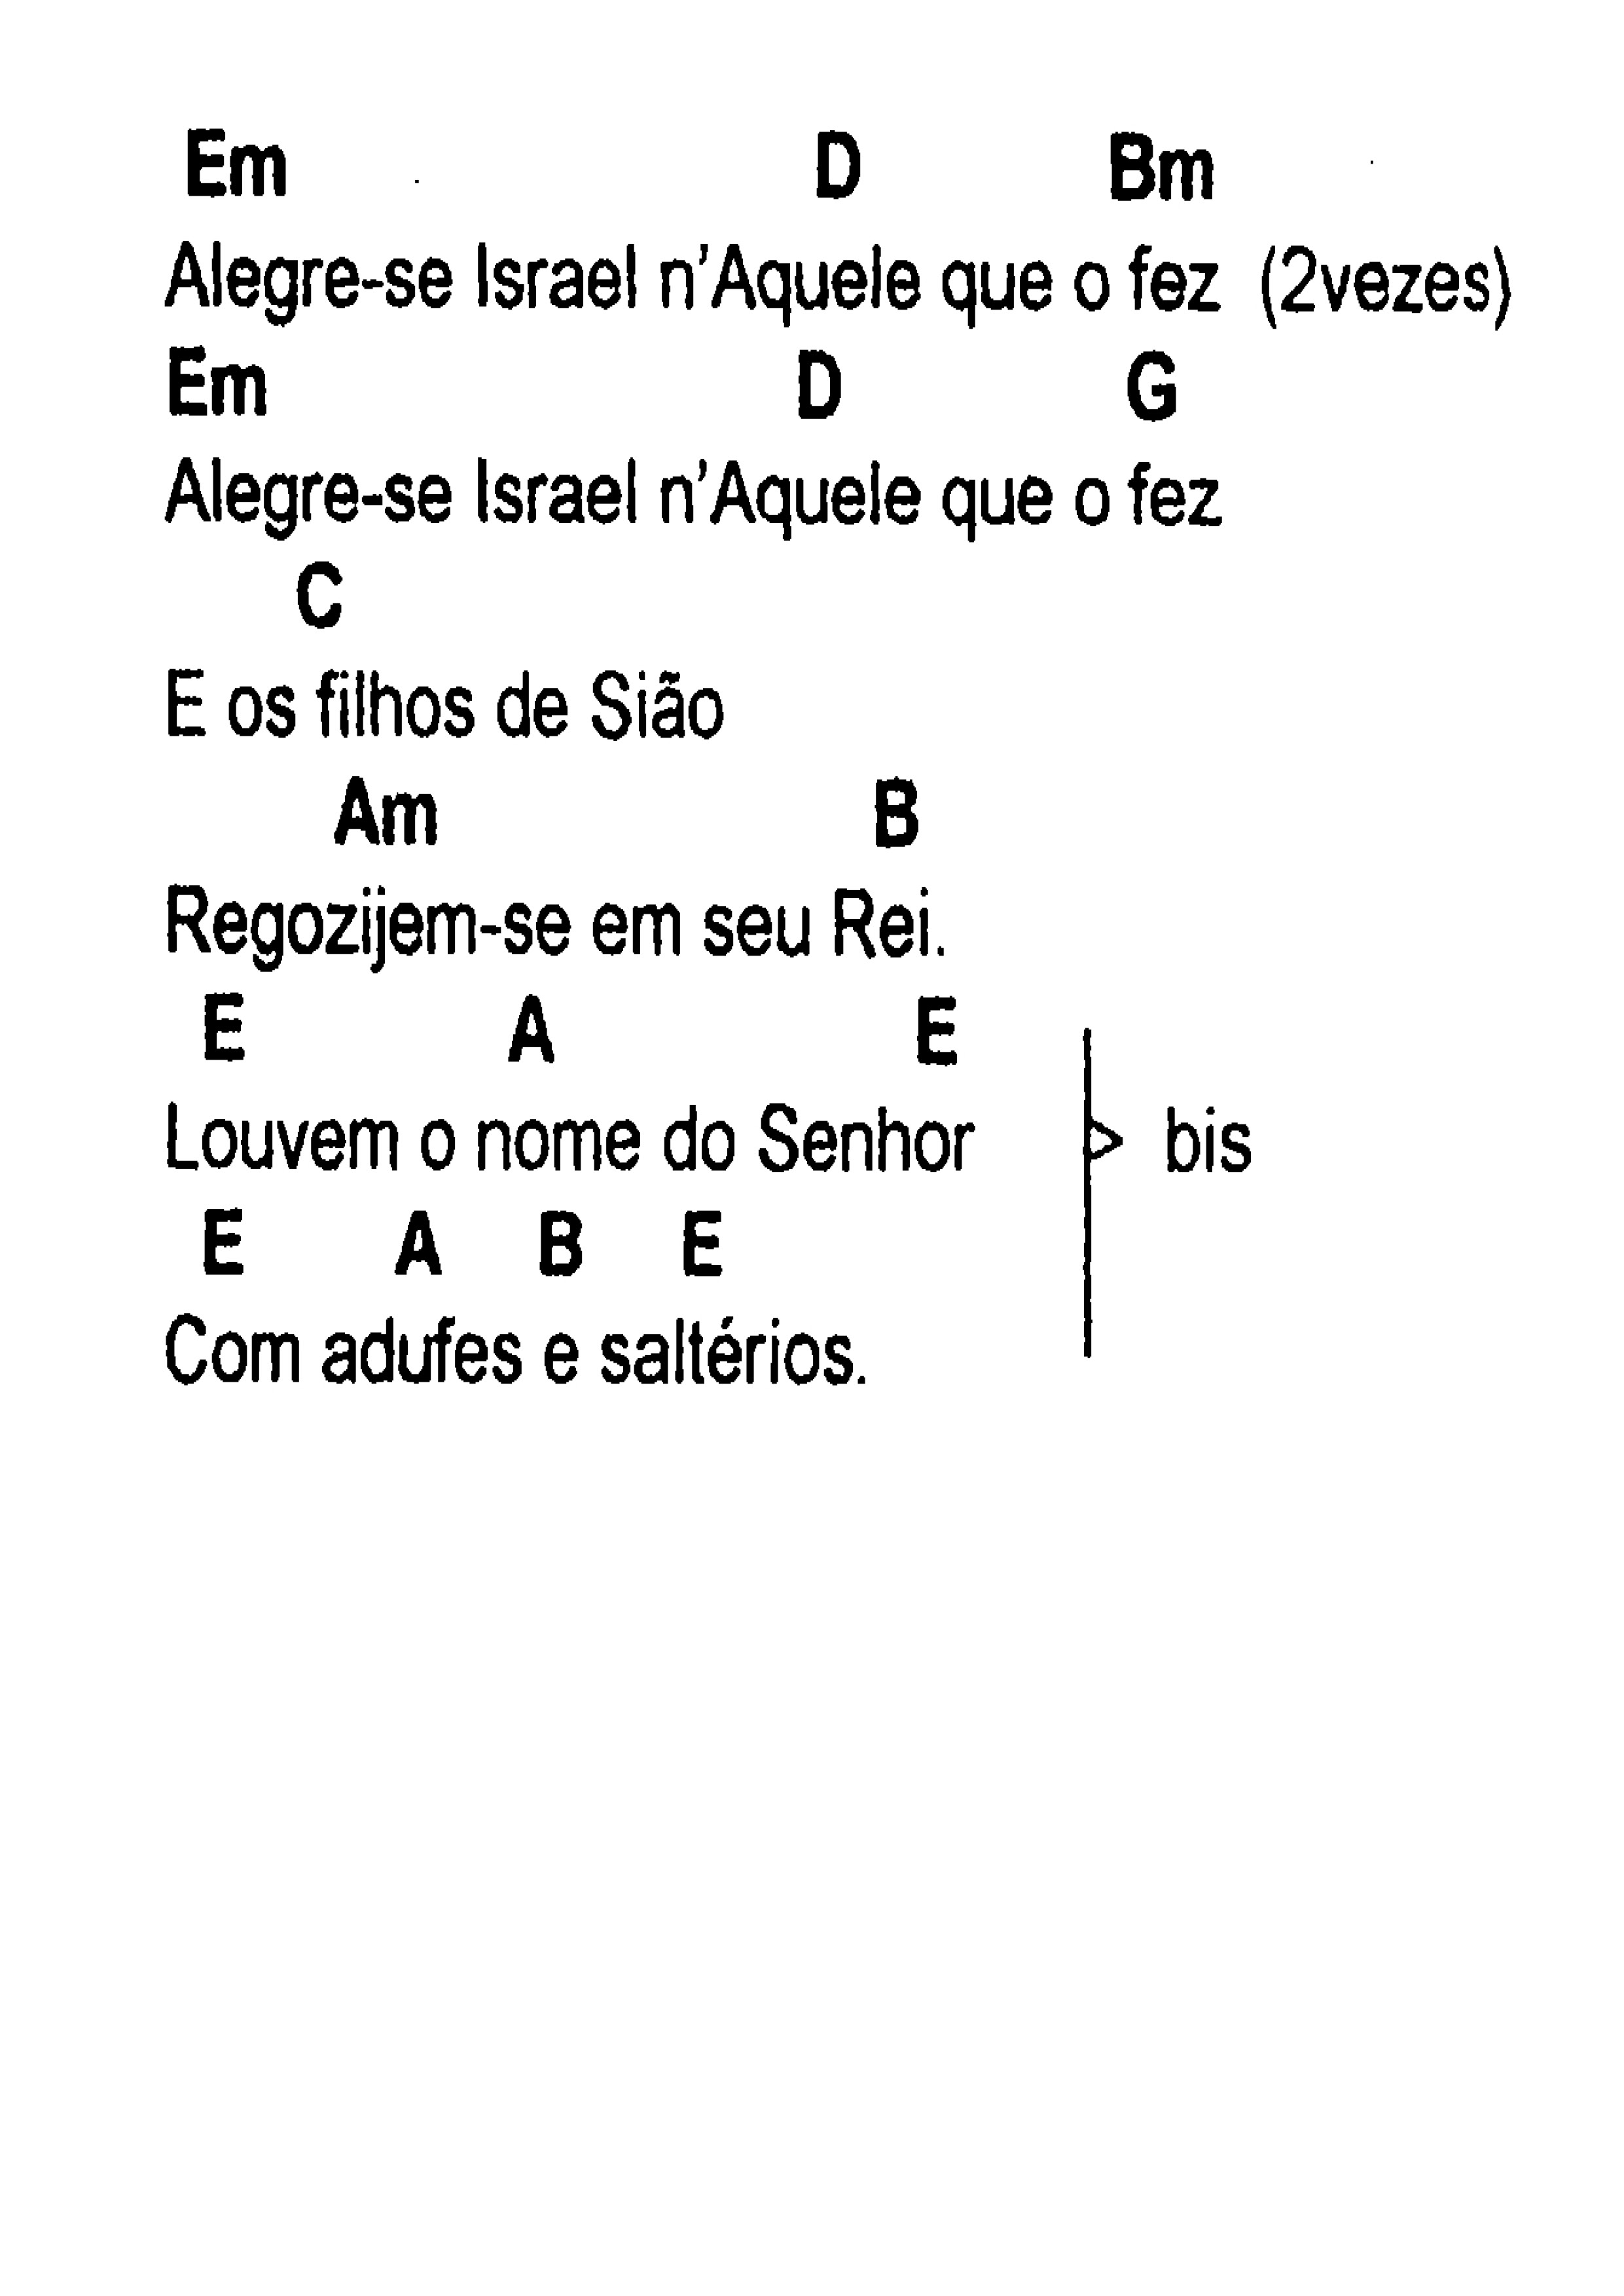 Em D Bm
Alegre-se Israel n'Aquele que o fez (2vezes)
Em D G
Alegre-se Israel n'Aquele que o fez
C
E os filhos de Sião
Am B
Regozijem-se em seu Rei.
E A E
Louvem o nome do Senhor bis
E A B E
Com adufes e saltérios.